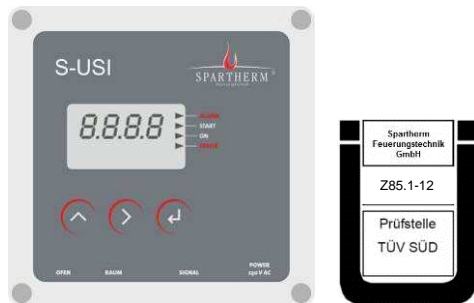 S-USI
SPARTHERM®
8.8.8.8
ALARM
START
ON
ERROR
OFEN
RAUM
SIGNAL
POWER
230 V AC
Spartherm
Feuerungstechnik
GmbH
Z85.1-12
Prüfstelle
TÜV SÜD